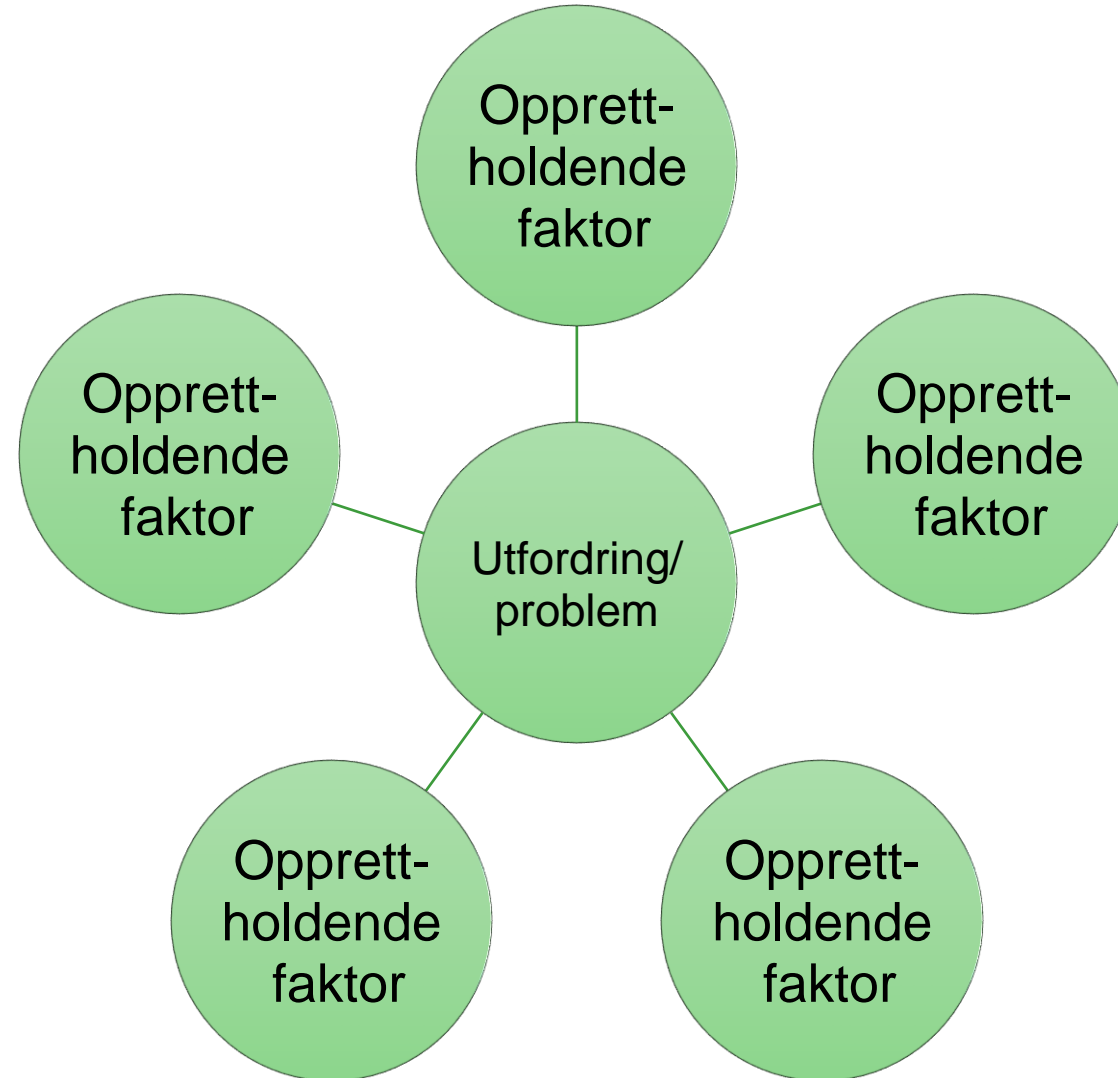 Opprett-
holdende
faktor
Opprett-
holdende
faktor
Opprett-
holdende
faktor
Utfordring/
problem
Opprett-
holdende
faktor
Opprett-
holdende
faktor